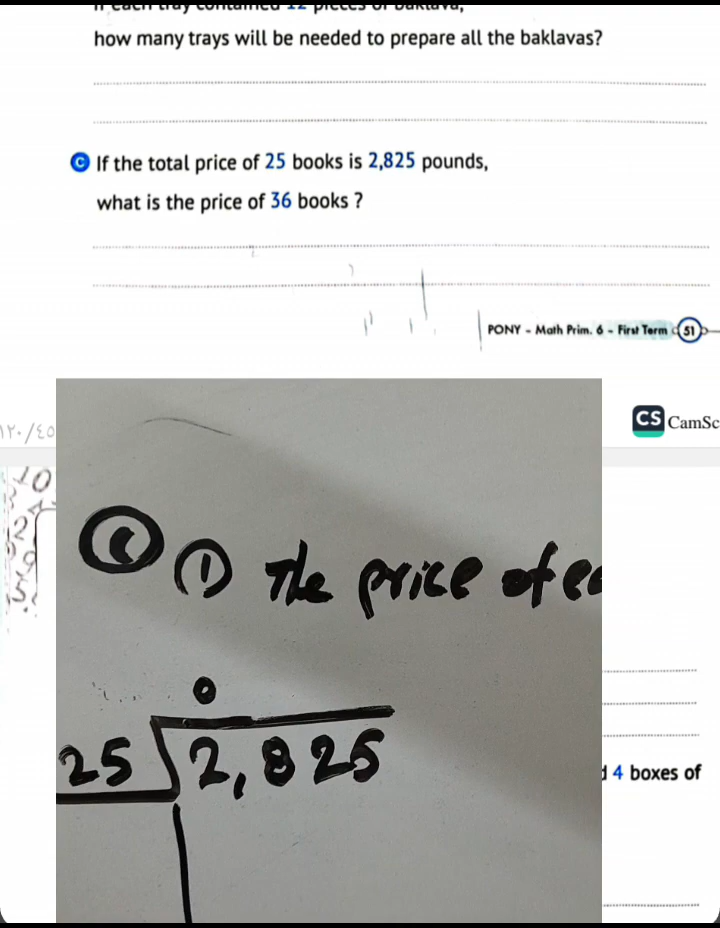 how many trays will be needed to prepare all the baklavas?
C If the total price of 25 books is 2,825 pounds,
what is the price of 36 books ?
PONY - Math Prim. 6 - First Term 51
CS CamSc
١٢٠/٤٥
① The price of
0
25 2,825
4 boxes of